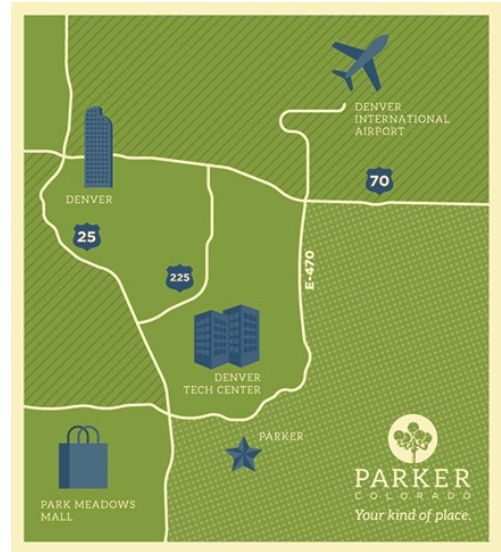 DENVER
INTERNATIONAL
AIRPORT
70
DENVER
25
225
E-470
DENVER
TECH CENTER
PARKER
PARK MEADOWS
MALL
PARKER
COLORADO
Your kind of place.